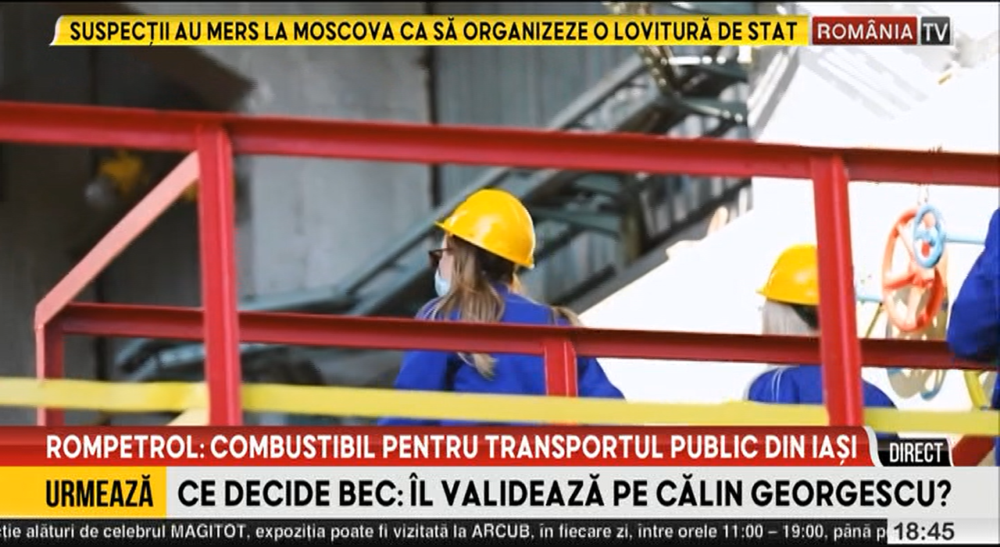 SUSPECȚII AU MERS LA MOSCOVA CA SĂ ORGANIZEZE O LOVITURĂ DE STAT
ROMÂNIA TV
ROMPETROL: COMBUSTIBIL PENTRU TRANSPORTUL PUBLIC DIN IAȘI
DIRECT
URMEAZĂ
CE DECIDE BEC: ÎL VALIDEAZĂ PE CĂLIN GEORGESCU?
alături de celebrul MAGITOT, expoziția poate fi vizitată la ARCUB, în fiecare zi, între orele 11:00 – 19:00, până
18:45